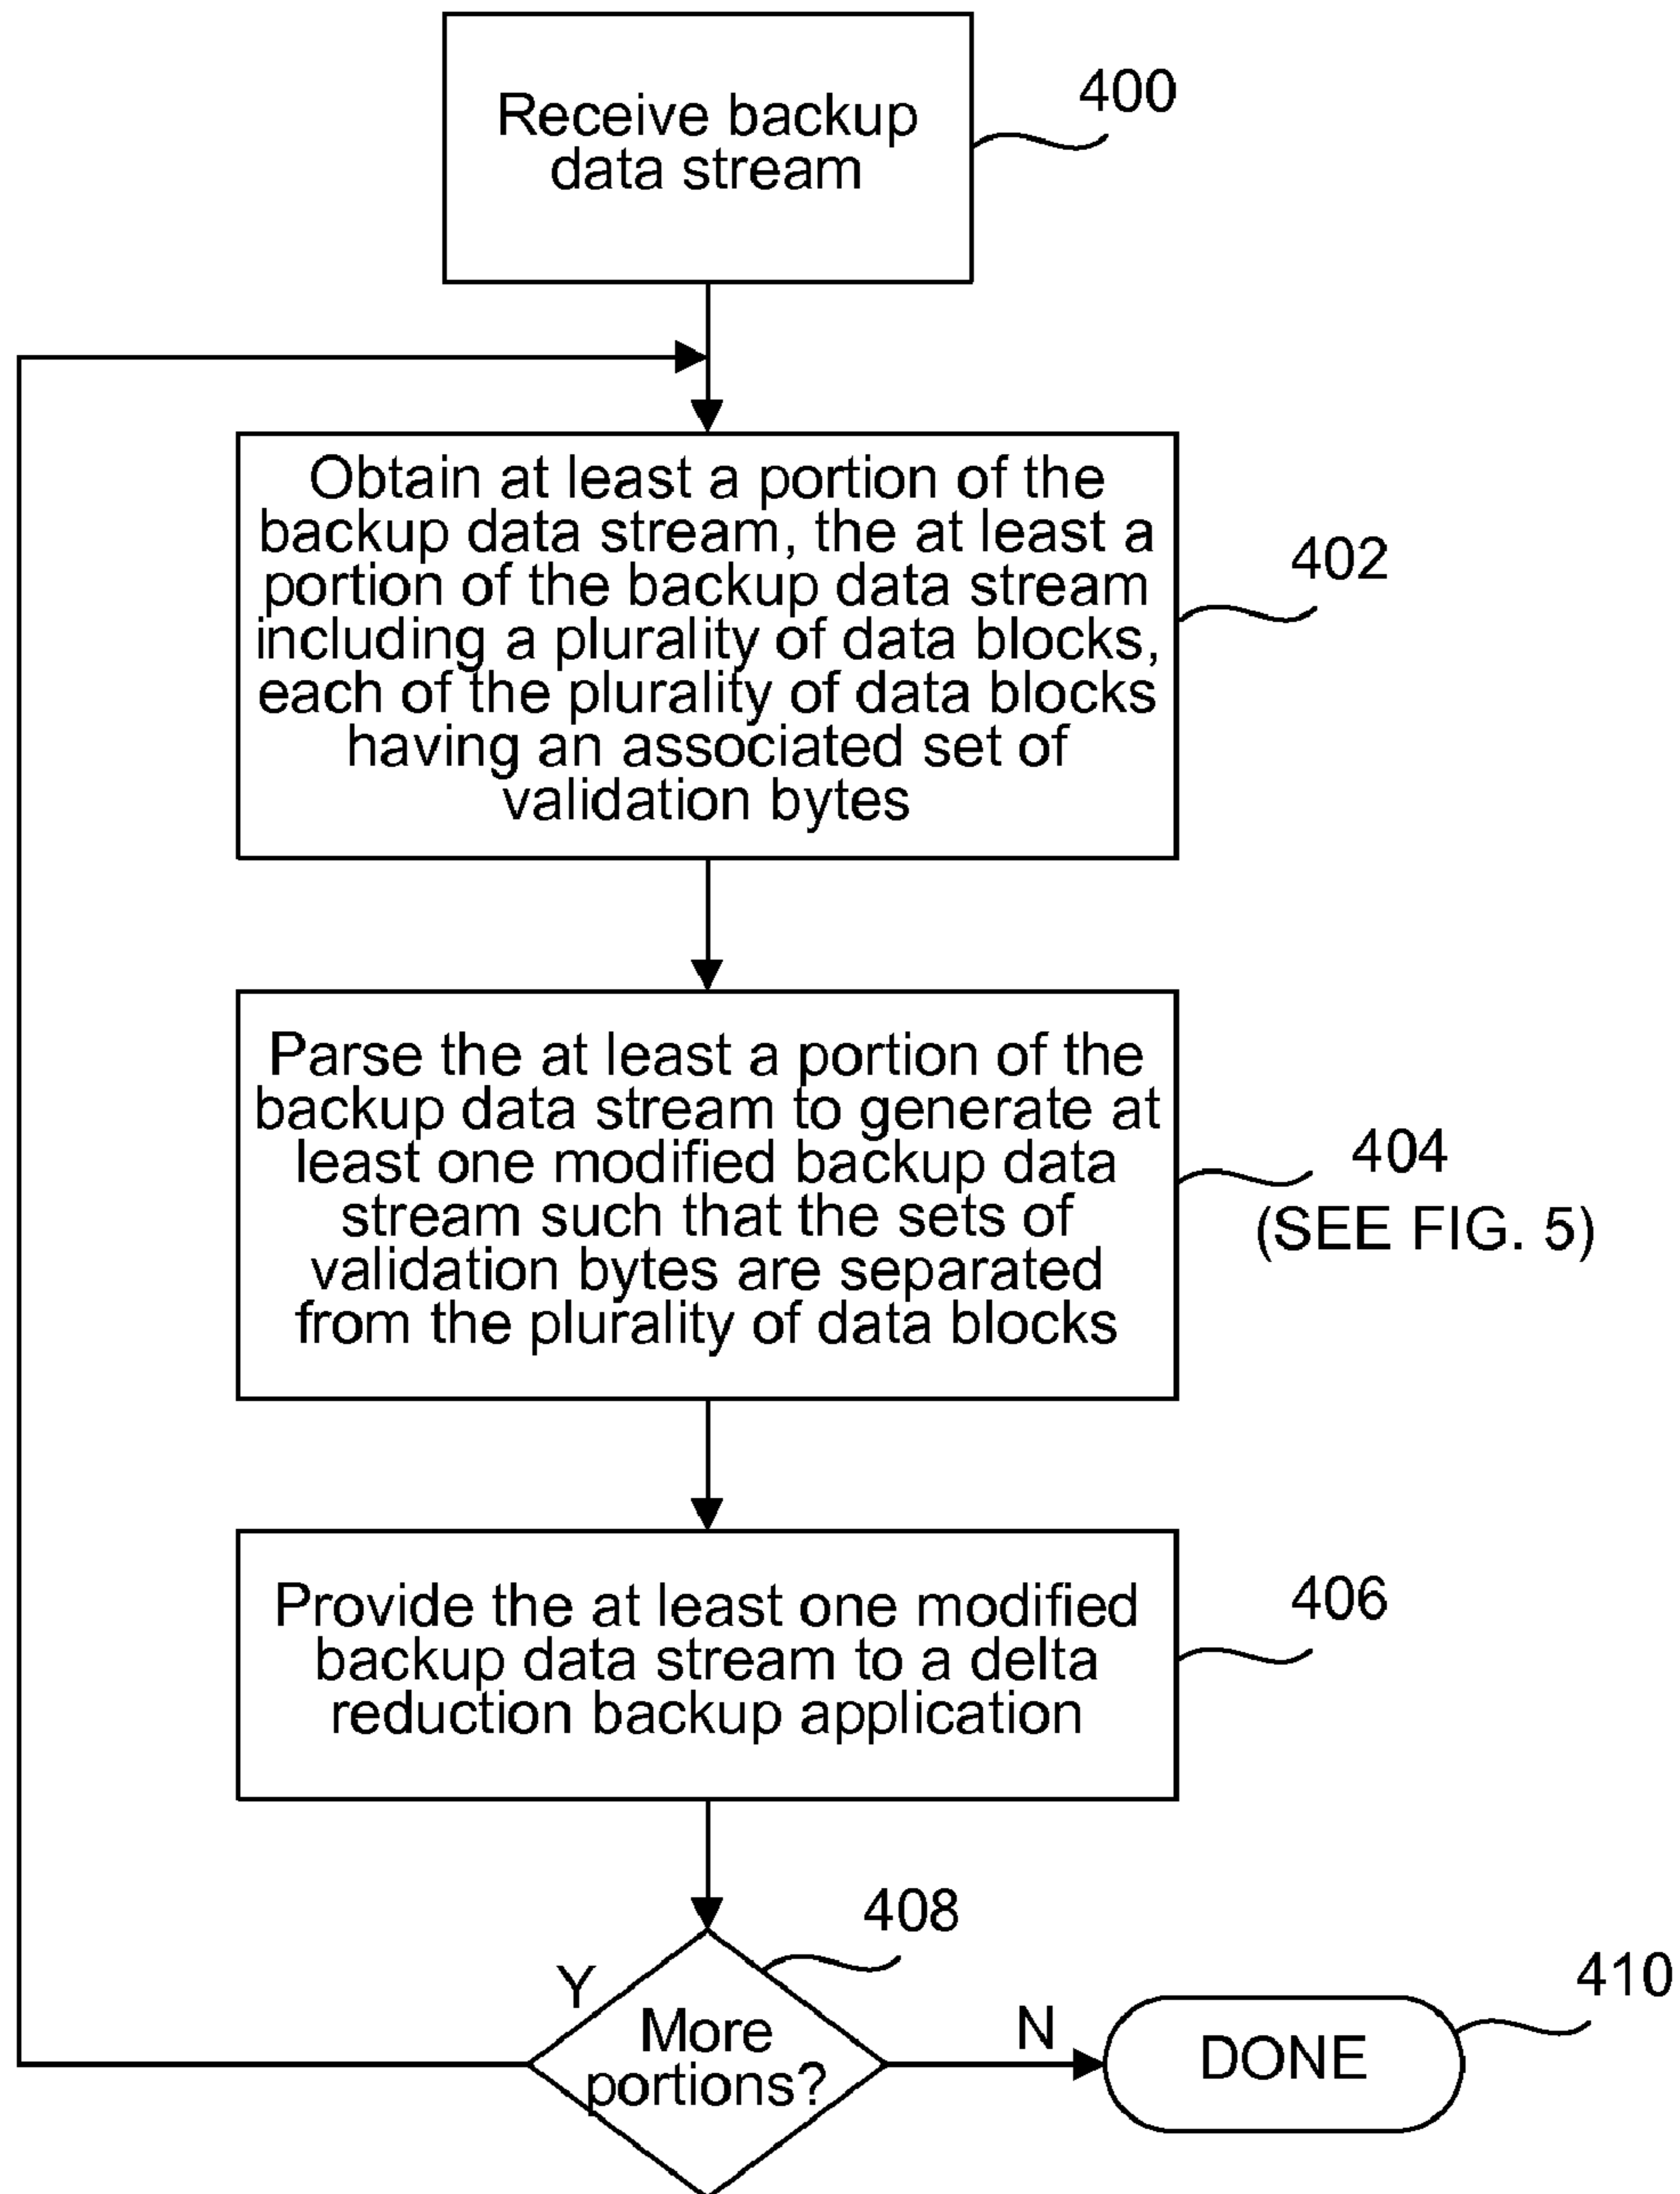 Receive backup
data stream
400
Obtain at least a portion of the
backup data stream, the at least a
portion of the backup data stream
including a plurality of data blocks,
each of the plurality of data blocks
having an associated set of
validation bytes
402
Parse the at least a portion of the
backup data stream to generate at
least one modified backup data
stream such that the sets of
validation bytes are separated
from the plurality of data blocks
404
(SEE FIG. 5)
Provide the at least one modified
backup data stream to a delta
reduction backup application
406
408
Y
More
portions?
N
DONE
410